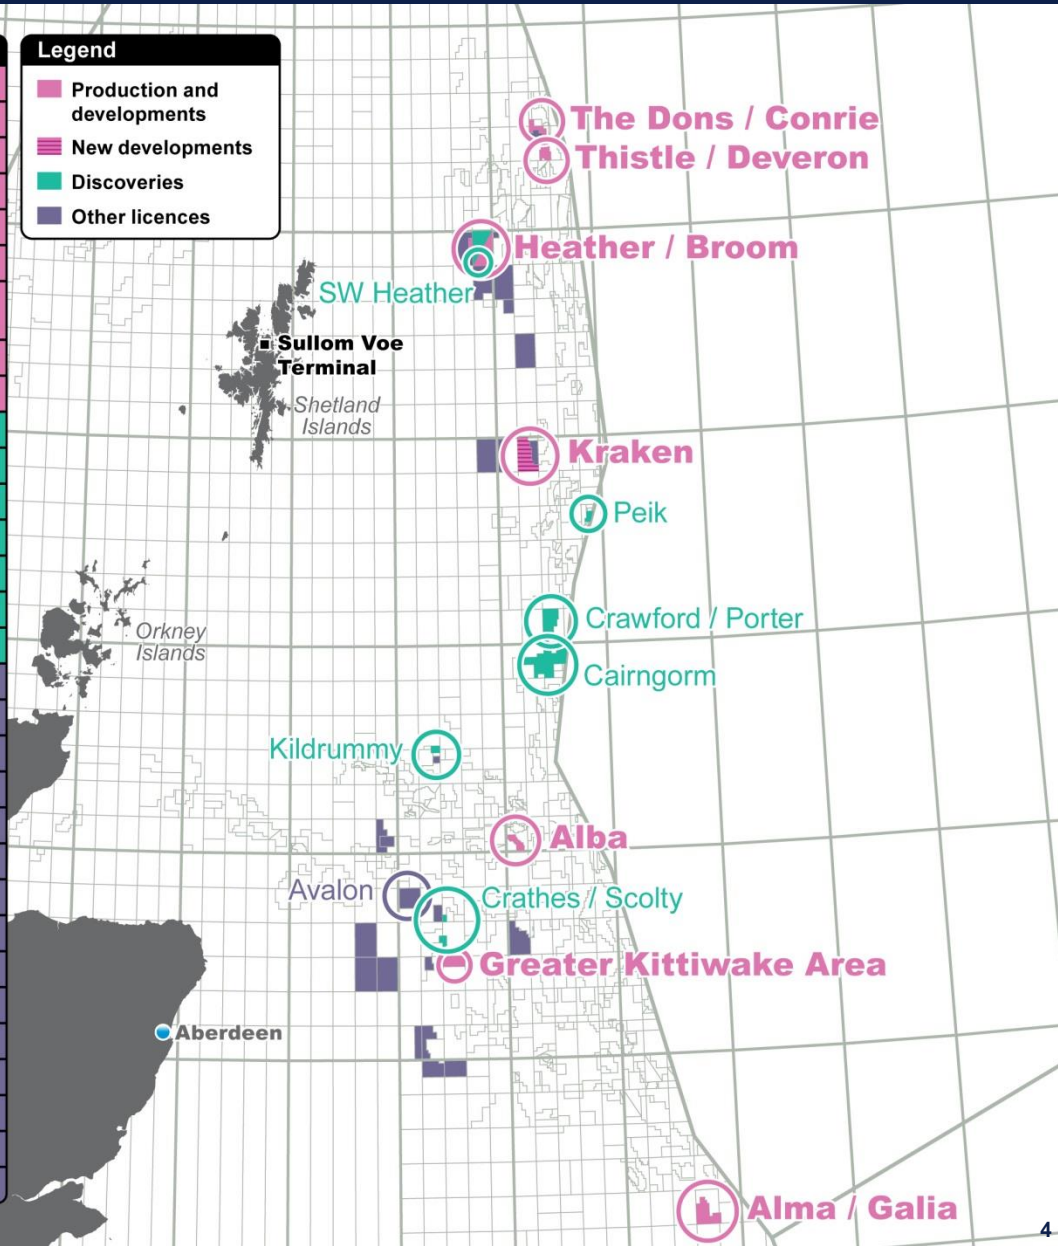 Legend
Production and
developments
New developments
Discoveries
Other licences
The Dons / Conrie
Thistle / Deveron
Heather / Broom
SW Heather
Sullom Voe
Terminal
Shetland
Islands
Kraken
Peik
Crawford / Porter
Orkney
Islands
Cairngorm
Kildrummy
Alba
Avalon
Crathes / Scolty
Greater Kittiwake Area
Aberdeen
Alma / Galia
4